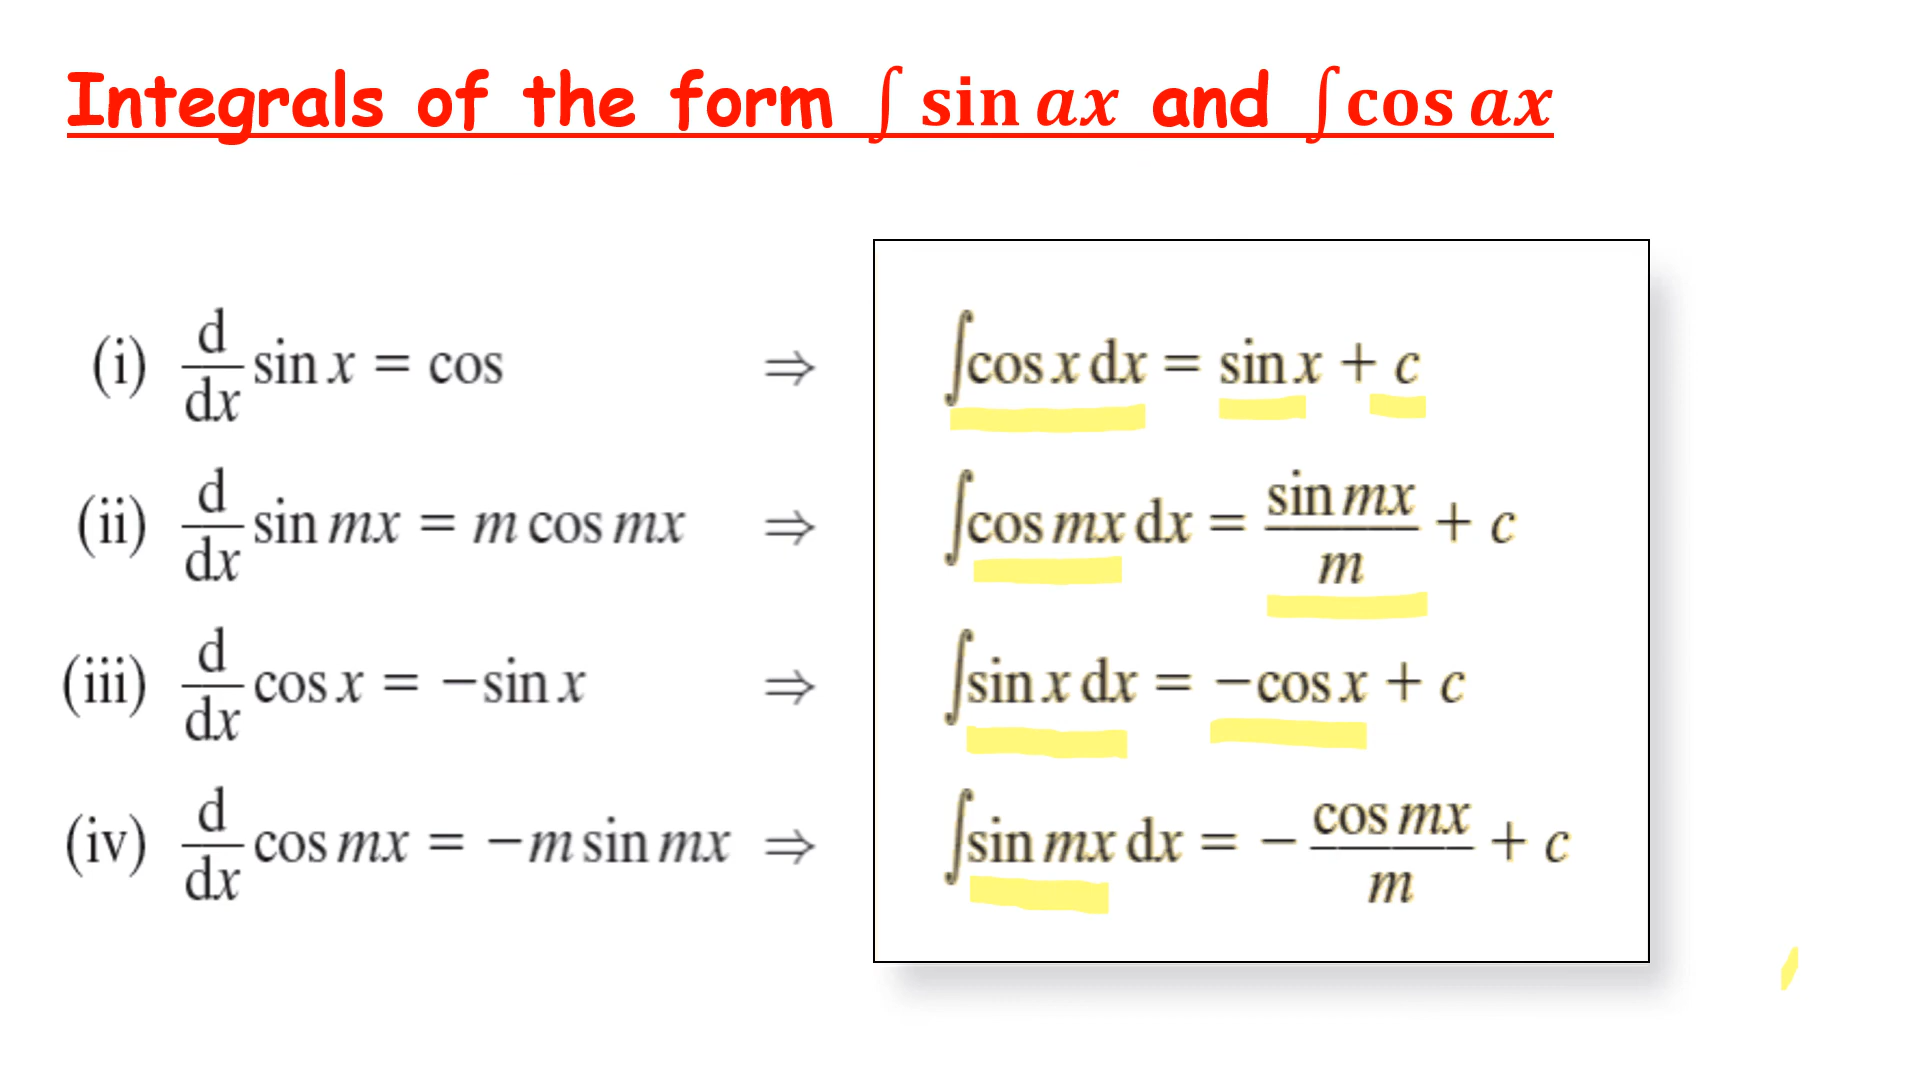 Integrals of the form ∫ sin ax and ∫ cos ax
(i) d/dx sin x = cos ⇒ ∫cos x dx = sin x + c
(ii) d/dx sin mx = m cos mx ⇒ ∫cos mx dx = sin mx/m + c
(iii) d/dx cos x = −sin x ⇒ ∫sin x dx = −cos x + c
(iv) d/dx cos mx = −m sin mx ⇒ ∫sin mx dx = − cos mx/m + c